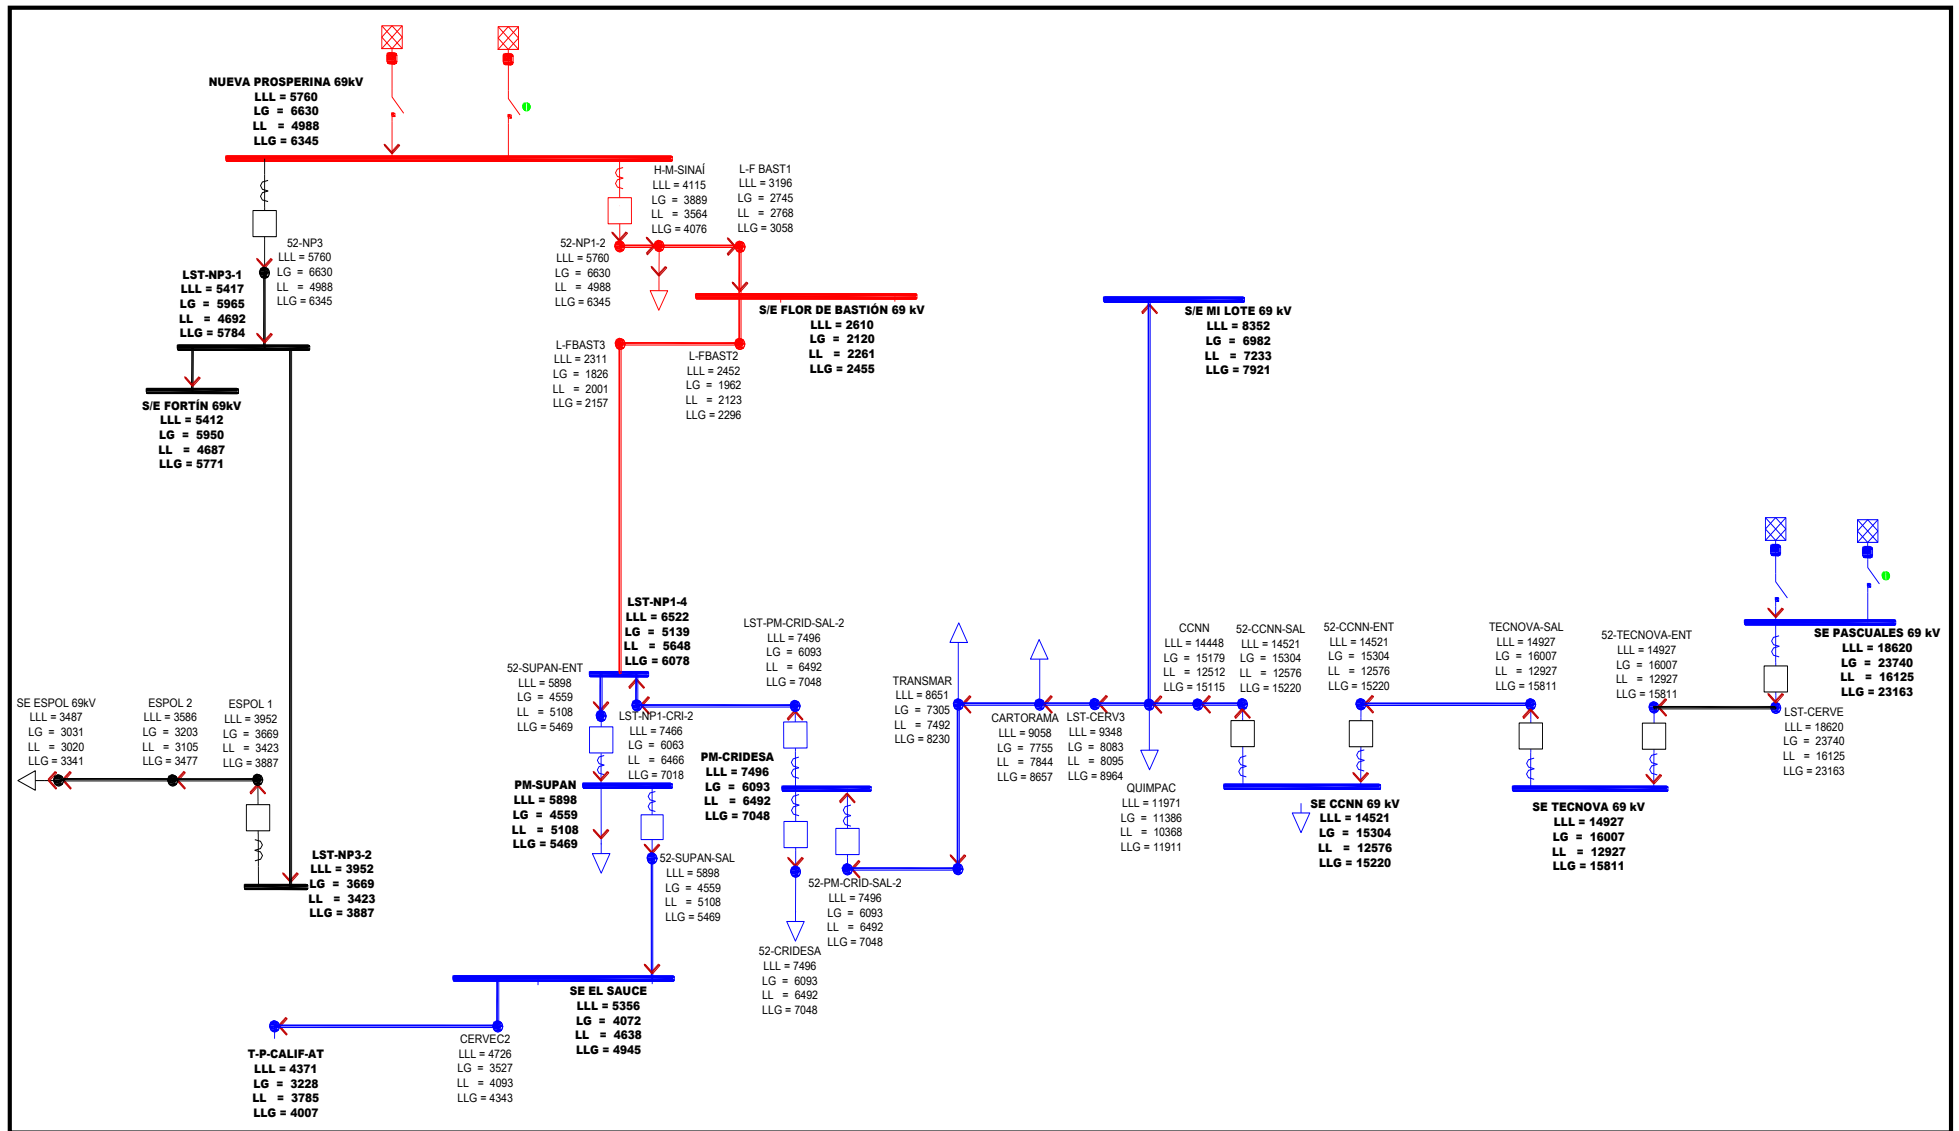 NUEVA PROSPERINA 69kV
LLL = 5760
LG = 6630
LL = 4988
LLG = 6345
H-M-SINAÍ
LLL = 4115
LG = 3889
LL = 3564
LLG = 4076
L-F BAST1
LLL = 3196
LG = 2745
LL = 2768
LLG = 3058
52-NP3
LLL = 5760
LG = 6630
LL = 4988
LLG = 6345
52-NP1-2
LLL = 5760
LG = 6630
LL = 4988
LLG = 6345
LST-NP3-1
LLL = 5417
LG = 5965
LL = 4692
LLG = 5784
S/E FLOR DE BASTIÓN 69 kV
LLL = 2610
LG = 2120
LL = 2261
LLG = 2455
S/E MI LOTE 69 kV
LLL = 8352
LG = 6982
LL = 7233
LLG = 7921
L-FBAST3
LLL = 2311
LG = 1826
LL = 2001
LLG = 2157
L-FBAST2
LLL = 2452
LG = 1962
LL = 2123
LLG = 2296
S/E FORTÍN 69kV
LLL = 5412
LG = 5950
LL = 4687
LLG = 5771
LST-NP1-4
LLL = 6522
LG = 5139
LL = 5648
LLG = 6078
LST-PM-CRID-SAL-2
LLL = 7496
LG = 6093
LL = 6492
LLG = 7048
52-SUPAN-ENT
LLL = 5898
LG = 4559
LL = 5108
LLG = 5469
LST-NP1-CRI-2
LLL = 7466
LG = 6063
LL = 6466
LLG = 7018
TRANSMAR
LLL = 8651
LG = 7305
LL = 7492
LLG = 8230
CARTORAMA
LLL = 9058
LG = 7755
LL = 7844
LLG = 8657
LST-CERV3
LLL = 9348
LG = 8083
LL = 8095
LLG = 8964
CCNN
LLL = 14448
LG = 15179
LL = 12512
LLG = 15115
52-CCNN-SAL
LLL = 14521
LG = 15304
LL = 12576
LLG = 15220
52-CCNN-ENT
LLL = 14521
LG = 15304
LL = 12576
LLG = 15220
TECNOVA-SAL
LLL = 14927
LG = 16007
LL = 12927
LLG = 15811
52-TECNOVA-ENT
LLL = 14927
LG = 16007
LL = 12927
LLG = 15811
SE PASCUALES 69 kV
LLL = 18620
LG = 23740
LL = 16125
LLG = 23163
LST-CERVE
LLL = 18620
LG = 23740
LL = 16125
LLG = 23163
SE ESPOL 69kV
LLL = 3487
LG = 3031
LL = 3020
LLG = 3341
ESPOL 2
LLL = 3586
LG = 3203
LL = 3105
LLG = 3477
ESPOL 1
LLL = 3952
LG = 3669
LL = 3423
LLG = 3887
PM-SUPAN
LLL = 5898
LG = 4559
LL = 5108
LLG = 5469
PM-CRIDESA
LLL = 7496
LG = 6093
LL = 6492
LLG = 7048
QUIMPAC
LLL = 11971
LG = 11386
LL = 10368
LLG = 11911
SE CCNN 69 kV
LLL = 14521
LG = 15304
LL = 12576
LLG = 15220
SE TECNOVA 69 kV
LLL = 14927
LG = 16007
LL = 12927
LLG = 15811
LST-NP3-2
LLL = 3952
LG = 3669
LL = 3423
LLG = 3887
52-SUPAN-SAL
LLL = 5898
LG = 4559
LL = 5108
LLG = 5469
52-PM-CRID-SAL-2
LLL = 7496
LG = 6093
LL = 6492
LLG = 7048
52-CRIDESA
LLL = 7496
LG = 6093
LL = 6492
LLG = 7048
SE EL SAUCE
LLL = 5356
LG = 4072
LL = 4638
LLG = 4945
CERVEC2
LLL = 4726
LG = 3527
LL = 4093
LLG = 4343
T-P-CALIF-AT
LLL = 4371
LG = 3228
LL = 3785
LLG = 4007